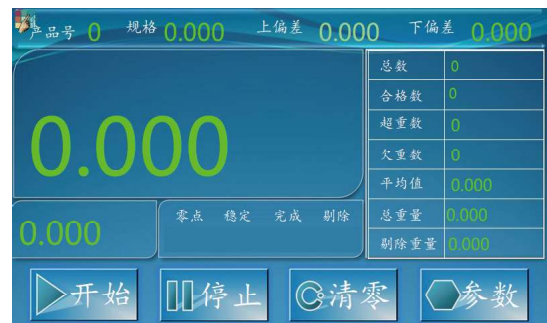 产品号 0 规格 0.000 上偏差 0.000 下偏差 0.000
0.000
总数 0
合格数 0
超重数 0
欠重数 0
平均值 0.000
总重量 0.000
剔除重量 0.000
0.000
零点 稳定 完成 剔除
开始 停止 清零 参数